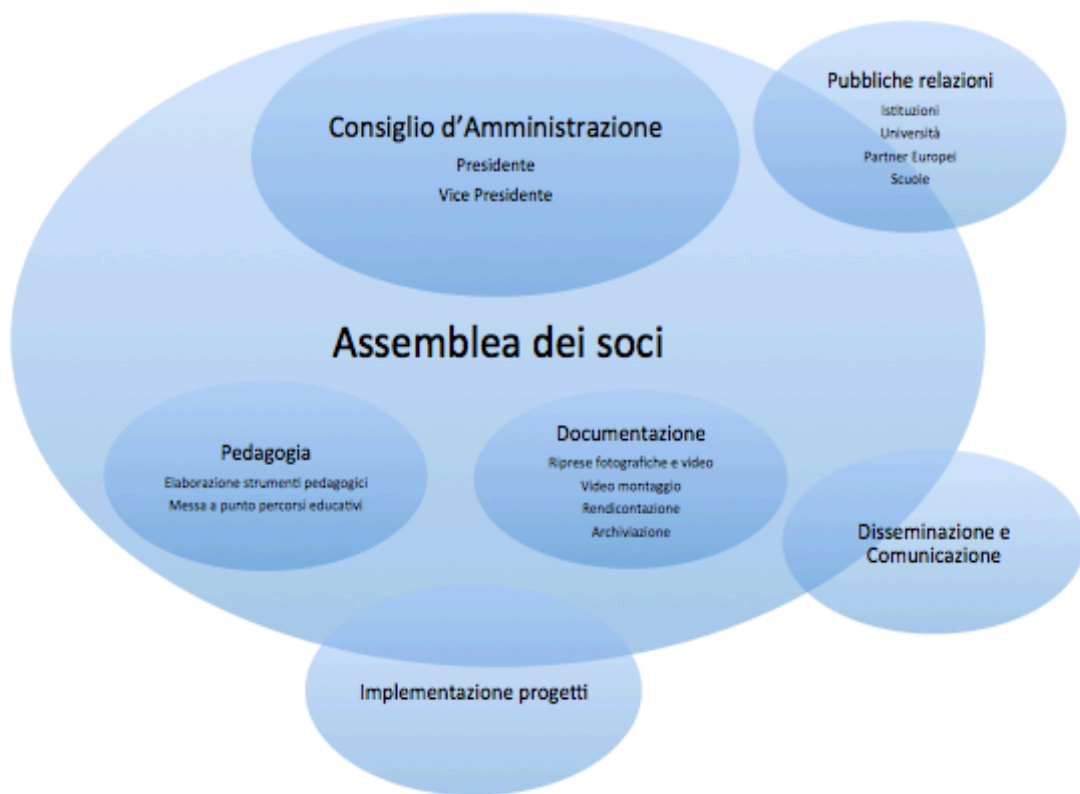 Consiglio d'Amministrazione
Presidente
Vice Presidente
Pubbliche relazioni
Istituzioni
Università
Partner Europei
Scuole
Assemblea dei soci
Pedagogia
Elaborazione strumenti pedagogici
Messa a punto percorsi educativi
Documentazione
Riprese fotografiche e video
Video montaggio
Rendicontazione
Archiviazione
Disseminazione e
Comunicazione
Implementazione progetti